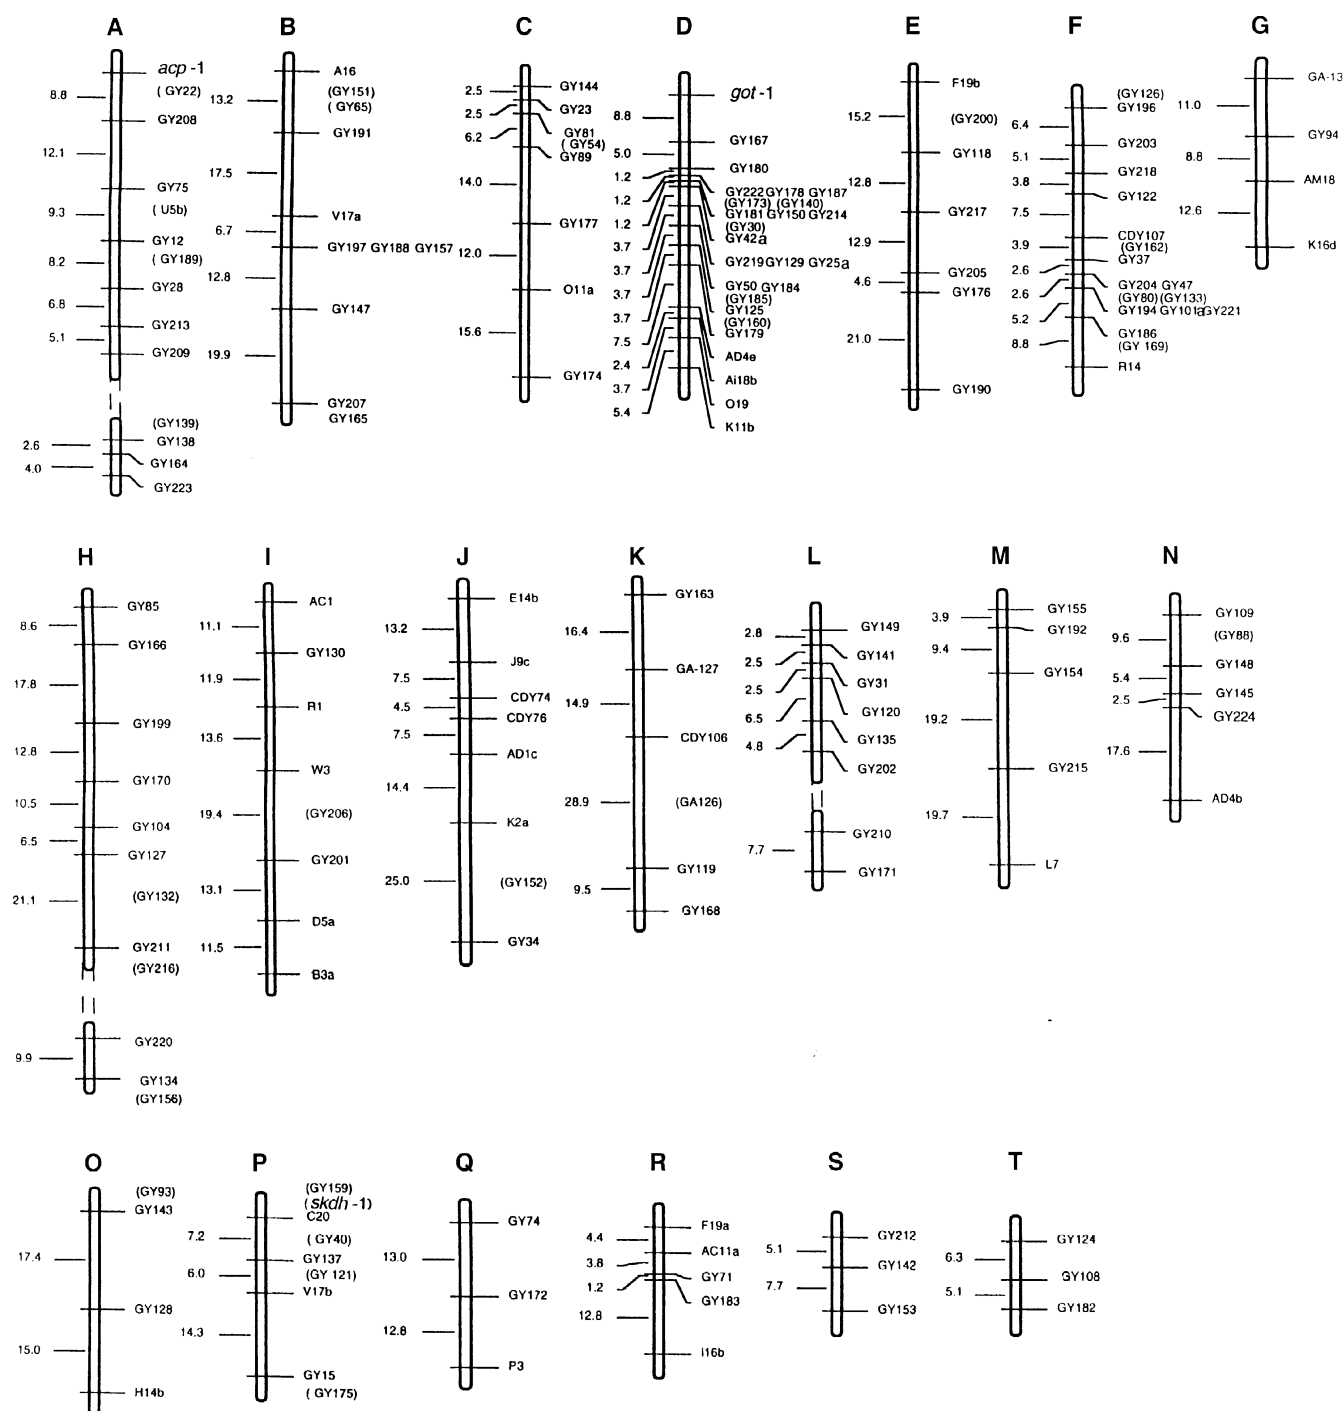 A
acp-1
( GY22)
8.8
GY208
12.1
GY75
( U5b)
9.3
GY12
( GY189)
8.2
GY28
6.8
GY213
5.1
GY209
(GY139)
GY138
2.6
GY164
4.0
GY223
B
A16
(GY151)
13.2
( GY65)
GY191
17.5
V17a
6.7
GY197 GY188 GY157
12.8
GY147
19.9
GY207
GY165
C
GY144
2.5
GY23
2.5
GY81
6.2
( GY54)
GY89
14.0
GY177
12.0
O11a
15.6
GY174
D
got-1
8.8
GY167
5.0
GY180
1.2
GY222 GY178 GY187
1.2
(GY173) (GY140)
GY181 GY150 GY214
1.2
(GY30)
GY42a
3.7
GY219 GY129 GY25a
3.7
GY50 GY184
3.7
(GY185)
GY125
3.7
(GY160)
GY179
7.5
AD4e
2.4
Ai18b
3.7
O19
5.4
K11b
E
F19b
15.2
(GY200)
GY118
12.8
GY217
12.9
GY205
4.6
GY176
21.0
GY190
F
(GY126)
GY196
6.4
GY203
5.1
GY218
3.8
GY122
7.5
CDY107
3.9
(GY162)
GY37
2.6
GY204 GY47
2.6
(GY80) (GY133)
GY194 GY101a GY221
5.2
GY186
8.8
(GY 169)
R14
G
GA-13
11.0
GY94
8.8
AM18
12.6
K16d
H
GY85
8.6
GY166
17.8
GY199
12.8
GY170
10.5
GY104
6.5
GY127
(GY132)
21.1
GY211
(GY216)
GY220
9.9
GY134
(GY156)
I
AC1
11.1
GY130
11.9
R1
13.6
W3
19.4
(GY206)
GY201
13.1
D5a
11.5
B3a
J
E14b
13.2
J9c
7.5
CDY74
4.5
CDY76
7.5
AD1c
14.4
K2a
25.0
(GY152)
GY34
K
GY163
16.4
GA-127
14.9
CDY106
28.9
(GA126)
GY119
9.5
GY168
L
GY149
2.8
GY141
2.5
GY31
2.5
GY120
6.5
GY135
4.8
GY202
GY210
7.7
GY171
M
GY155
3.9
GY192
9.4
GY154
19.2
GY215
19.7
L7
N
GY109
9.6
(GY88)
GY148
5.4
GY145
2.5
GY224
17.6
AD4b
O
(GY93)
GY143
17.4
GY128
15.0
H14b
P
(GY159)
(skdh-1)
C20
7.2
( GY40)
GY137
6.0
(GY 121)
V17b
14.3
GY15
( GY175)
Q
GY74
13.0
GY172
12.8
P3
R
F19a
4.4
AC11a
3.8
GY71
1.2
GY183
12.8
I16b
S
GY212
5.1
GY142
7.7
GY153
T
GY124
6.3
GY108
5.1
GY182